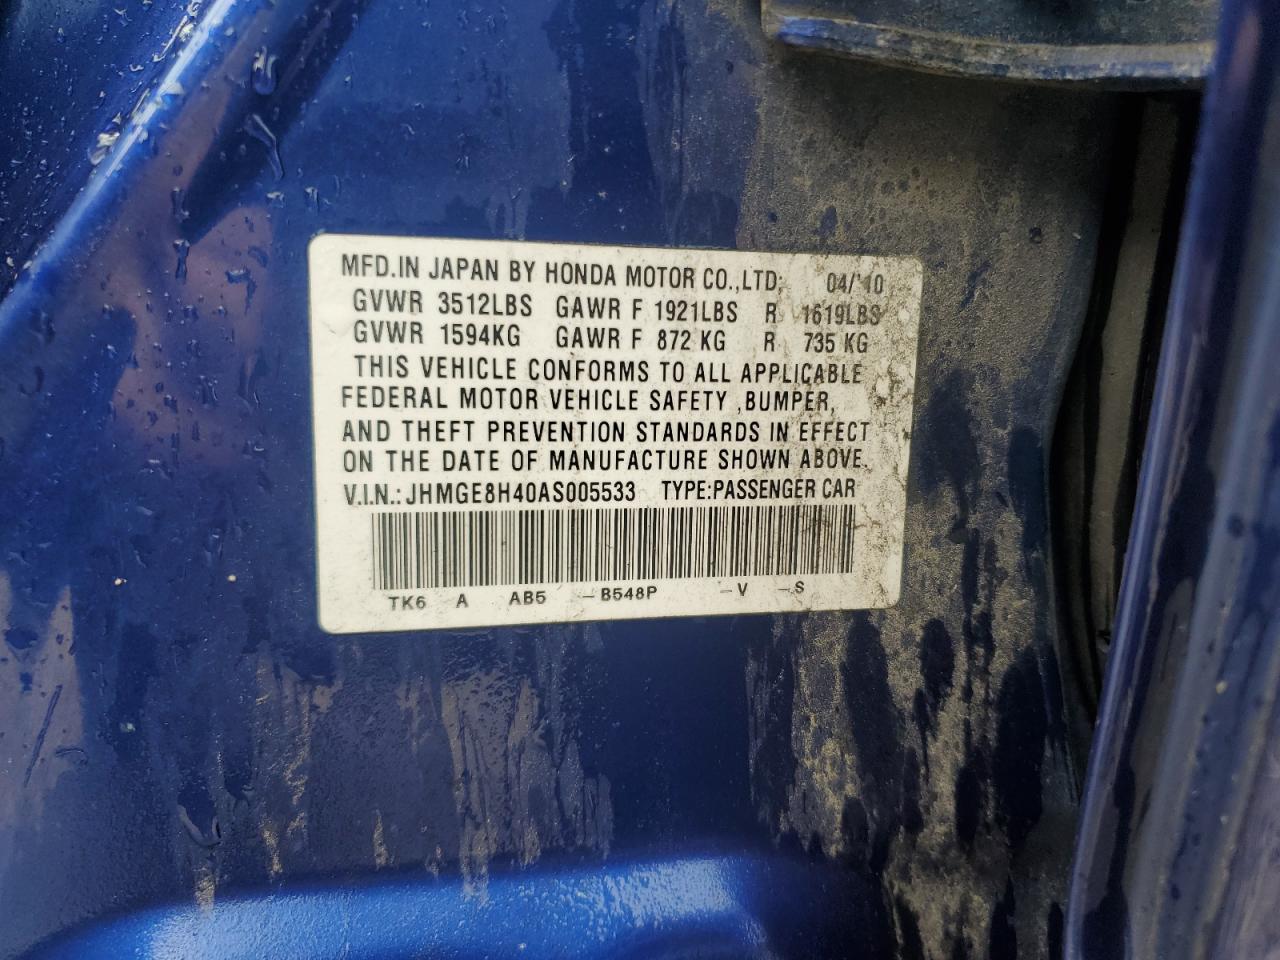 MFD.IN JAPAN BY HONDA MOTOR CO.,LTD; 04/'10
GVWR 3512LBS GAWR F 1921LBS R 1619LBS
GVWR 1594KG GAWR F 872 KG R 735 KG
THIS VEHICLE CONFORMS TO ALL APPLICABLE
FEDERAL MOTOR VEHICLE SAFETY ,BUMPER,
AND THEFT PREVENTION STANDARDS IN EFFECT
ON THE DATE OF MANUFACTURE SHOWN ABOVE.
V.I.N.: JHMGE8H40AS005533 TYPE:PASSENGER CAR
TK6 A AB5 –B548P –V –S